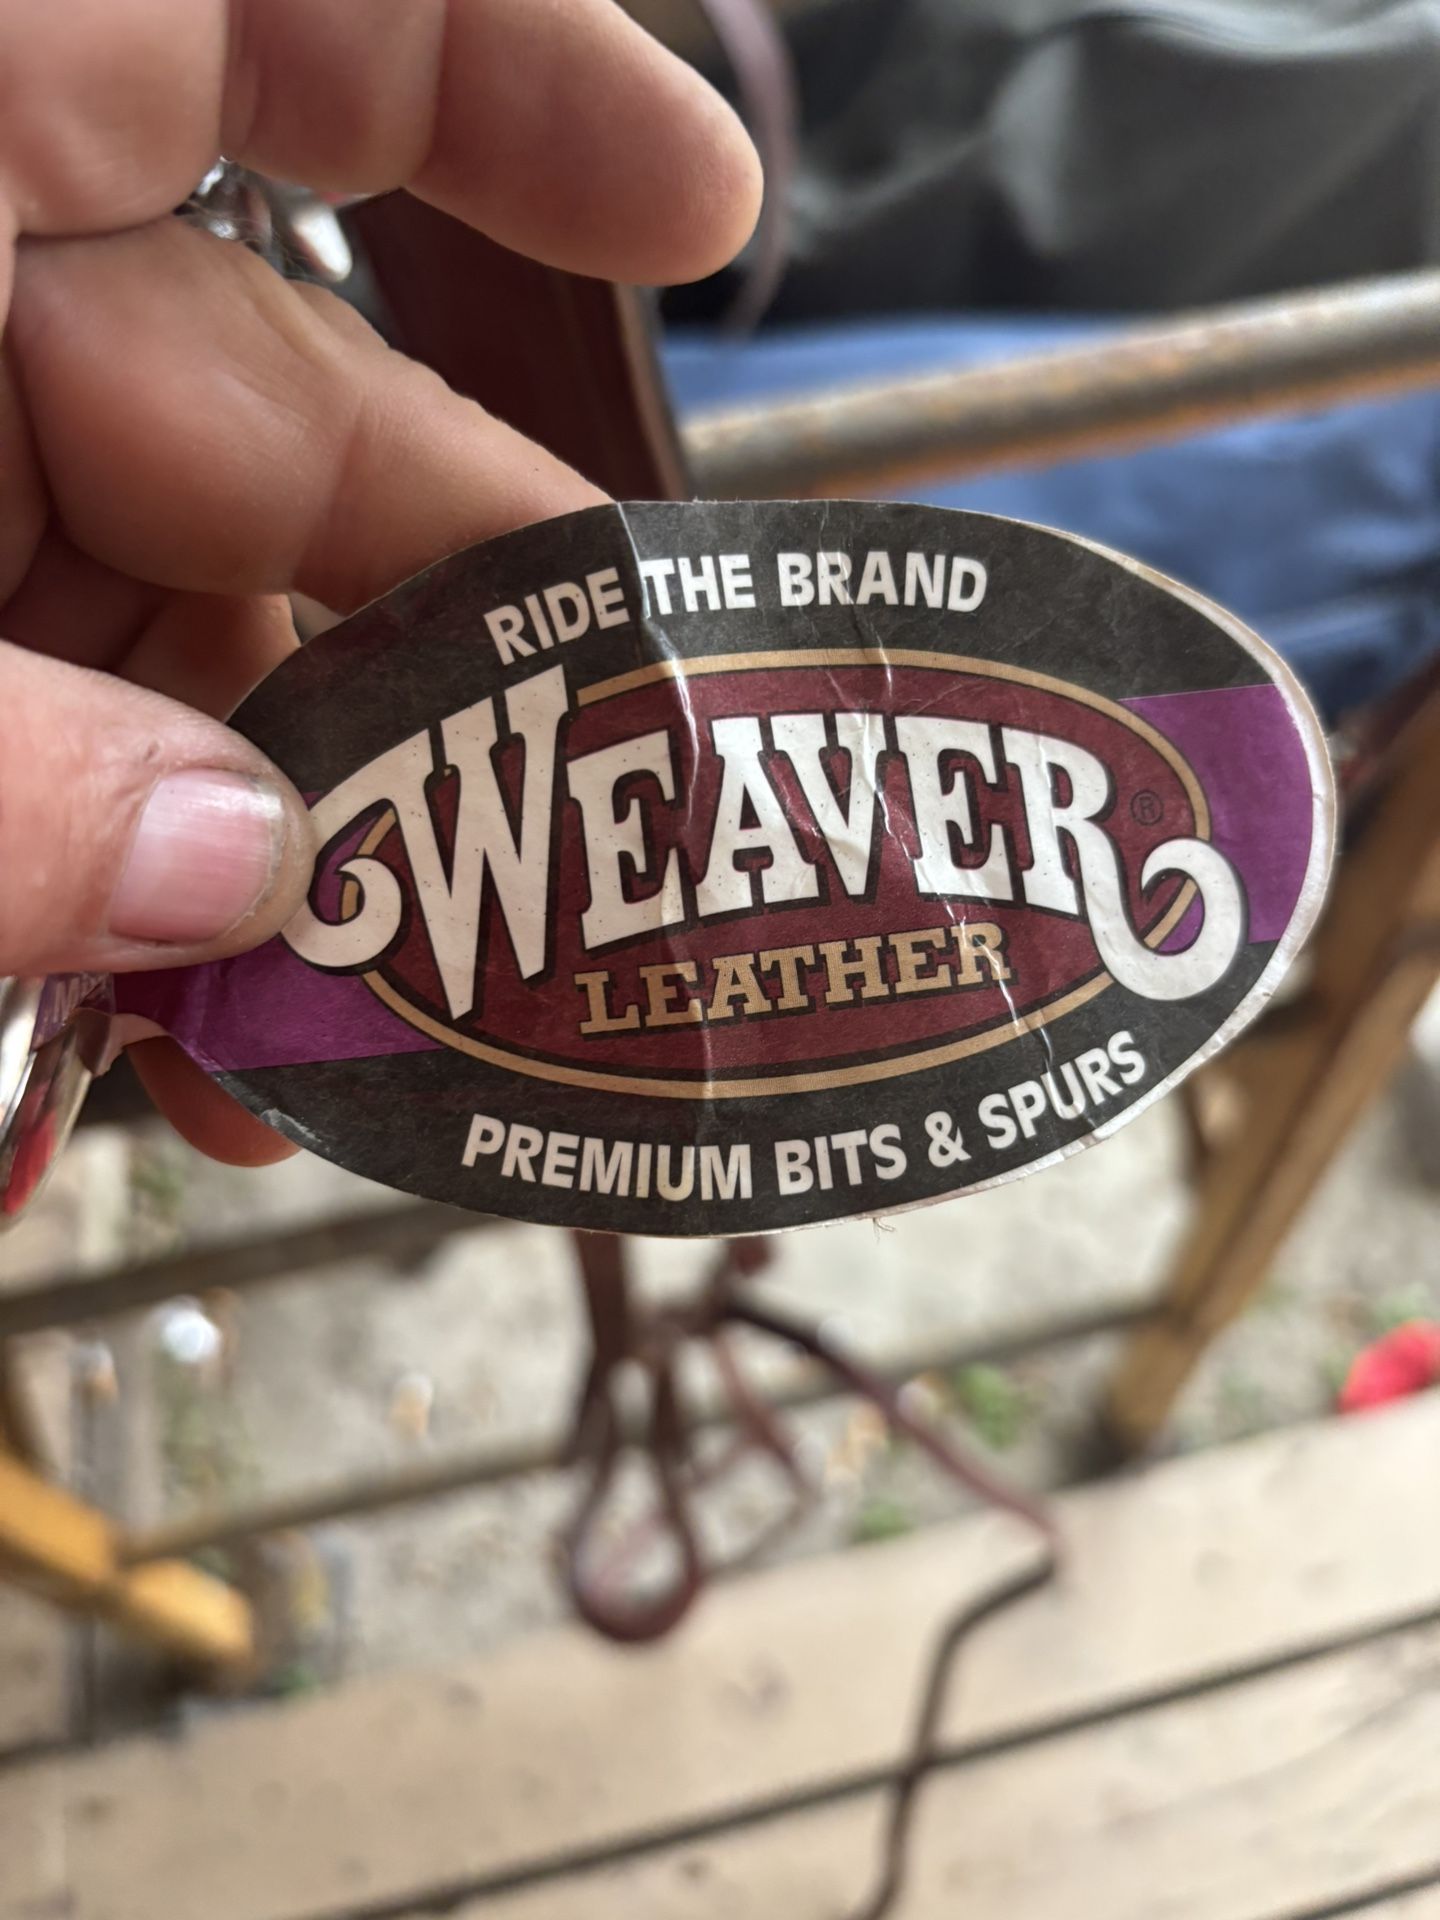 RIDE THE BRAND
WEAVER®
LEATHER
PREMIUM BITS & SPURS